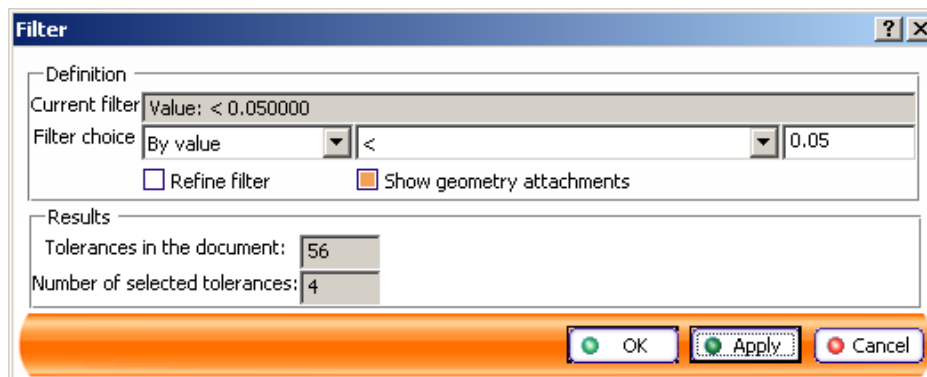 Filter
Definition
Current filter Value: < 0.050000
Filter choice By value < 0.05
Refine filter Show geometry attachments
Results
Tolerances in the document: 56
Number of selected tolerances: 4
OK Apply Cancel